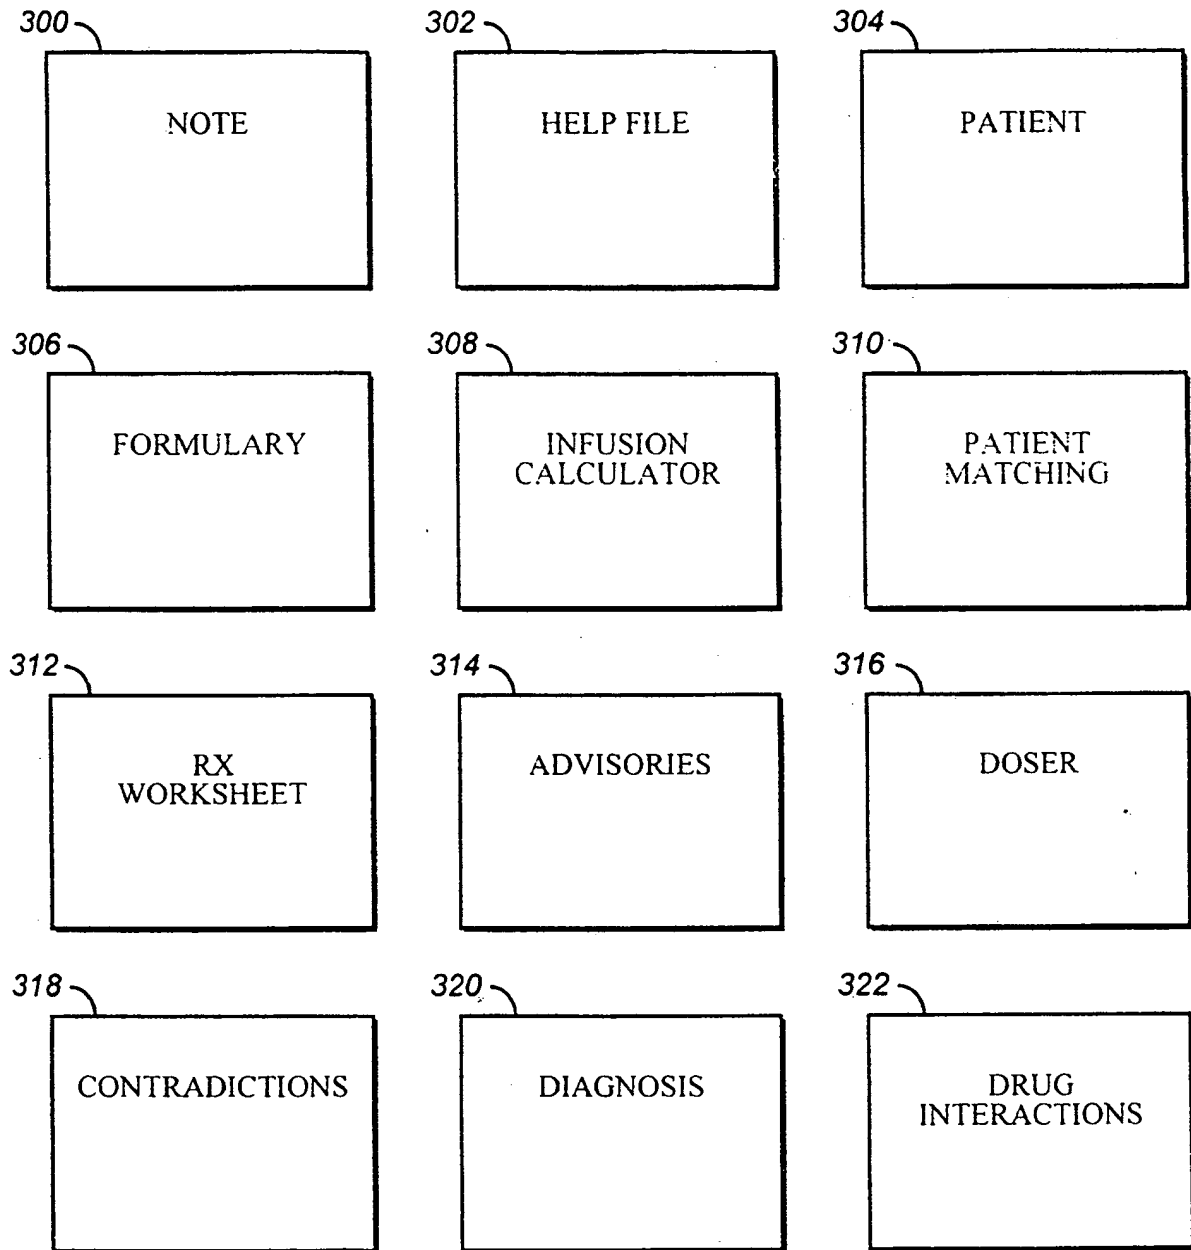 300 302 304
NOTE HELP FILE PATIENT
306 308 310
FORMULARY INFUSION CALCULATOR PATIENT MATCHING
312 314 316
RX WORKSHEET ADVISORIES DOSER
318 320 322
CONTRADICTIONS DIAGNOSIS DRUG INTERACTIONS